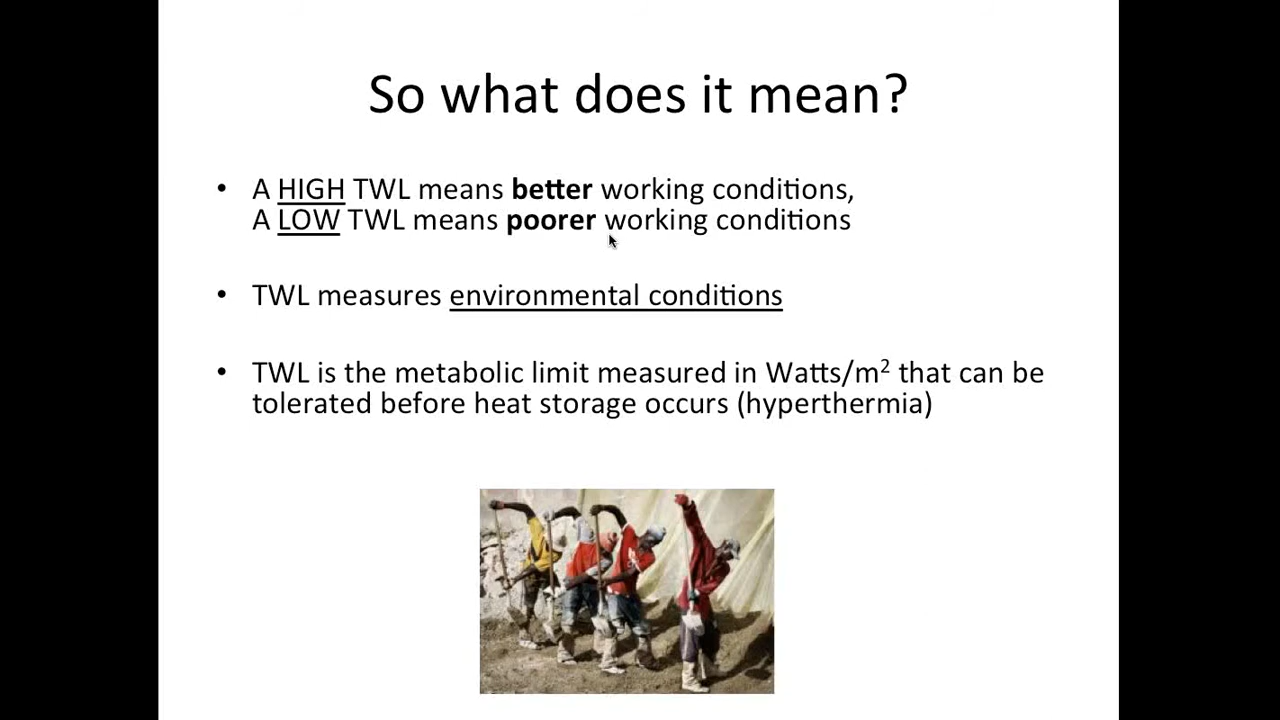 So what does it mean?
• A HIGH TWL means better working conditions,
A LOW TWL means poorer working conditions
• TWL measures environmental conditions
• TWL is the metabolic limit measured in Watts/m² that can be
tolerated before heat storage occurs (hyperthermia)